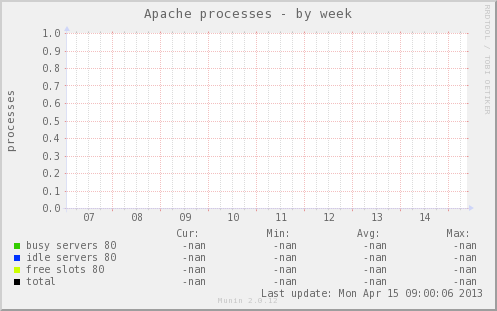 Apache processes - by week
RRDTOOL / TOBI OETIKER
processes
1.0
0.9
0.8
0.7
0.6
0.5
0.4
0.3
0.2
0.1
0.0
07 08 09 10 11 12 13 14
Cur: Min: Avg: Max:
busy servers 80 -nan -nan -nan -nan
idle servers 80 -nan -nan -nan -nan
free slots 80 -nan -nan -nan -nan
total -nan -nan -nan -nan
Last update: Mon Apr 15 09:00:06 2013
Munin 2.0.12